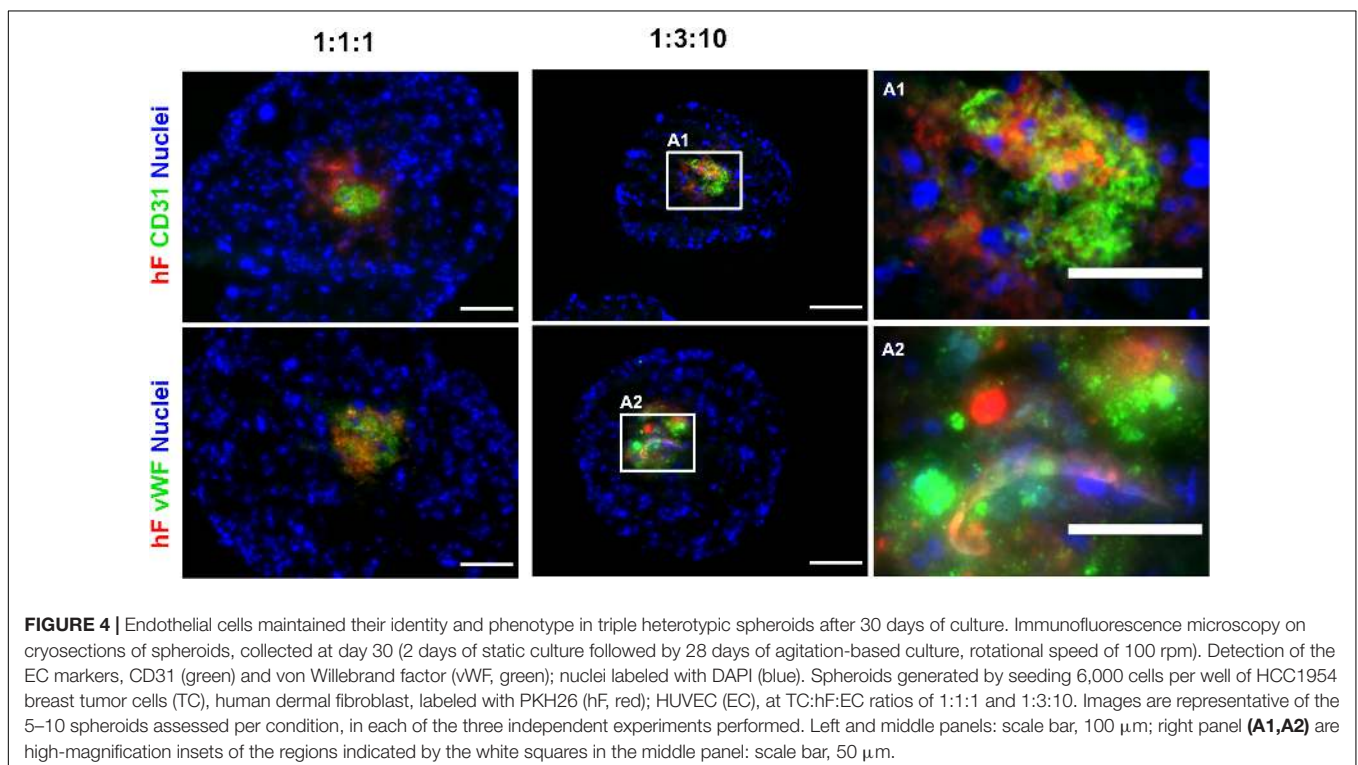 1:1:1
1:3:10
hF CD31 Nuclei
A1
A1
hF vWF Nuclei
A2
A2
FIGURE 4 | Endothelial cells maintained their identity and phenotype in triple heterotypic spheroids after 30 days of culture. Immunofluorescence microscopy on
cryosections of spheroids, collected at day 30 (2 days of static culture followed by 28 days of agitation-based culture, rotational speed of 100 rpm). Detection of the
EC markers, CD31 (green) and von Willebrand factor (vWF, green); nuclei labeled with DAPI (blue). Spheroids generated by seeding 6,000 cells per well of HCC1954
breast tumor cells (TC), human dermal fibroblast, labeled with PKH26 (hF, red); HUVEC (EC), at TC:hF:EC ratios of 1:1:1 and 1:3:10. Images are representative of the
5–10 spheroids assessed per condition, in each of the three independent experiments performed. Left and middle panels: scale bar, 100 μm; right panel (A1,A2) are
high-magnification insets of the regions indicated by the white squares in the middle panel: scale bar, 50 μm.